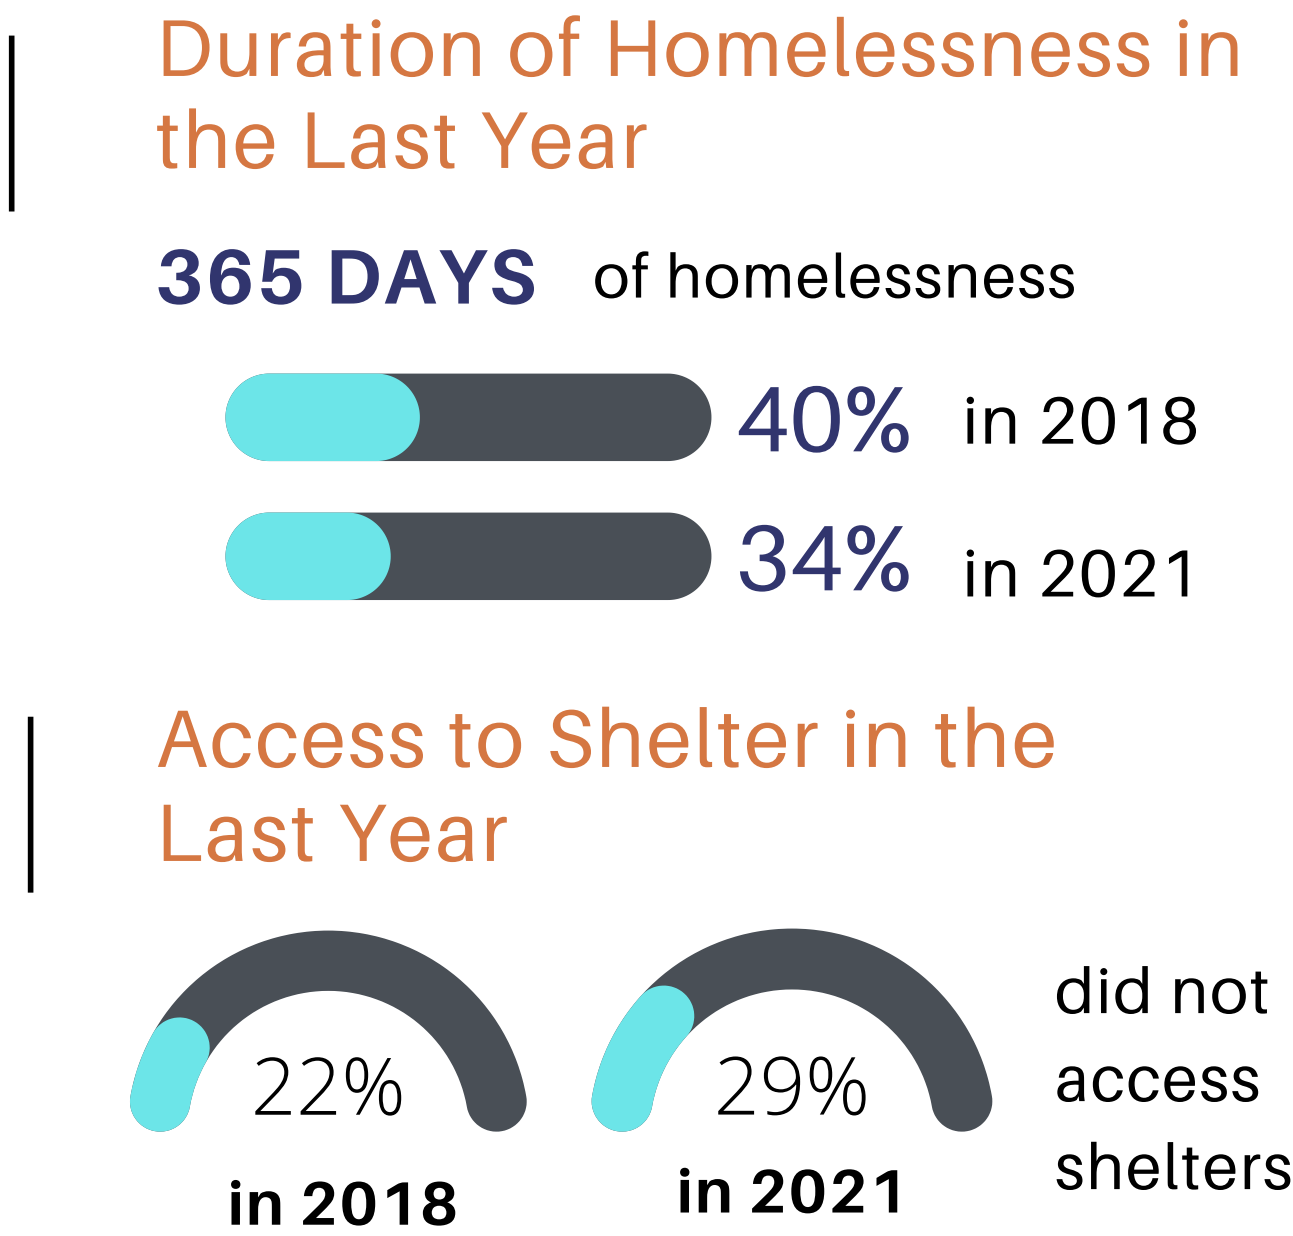 Duration of Homelessness in
the Last Year
365 DAYS of homelessness
40% in 2018
34% in 2021
Access to Shelter in the
Last Year
22%
in 2018
29%
in 2021
did not
access
shelters